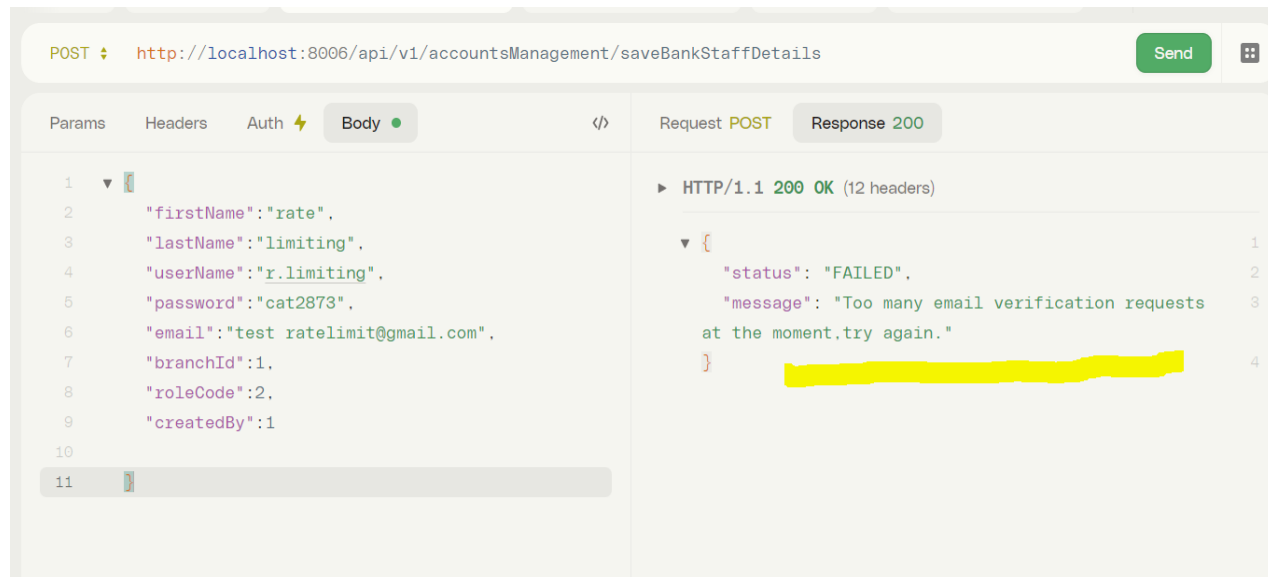 POST http://localhost:8006/api/v1/accountsManagement/saveBankStaffDetails Send
Params Headers Auth Body </>
1 {
2 "firstName":"rate",
3 "lastName":"limiting",
4 "userName":"r.limiting",
5 "password":"cat2873",
6 "email":"test ratelimit@gmail.com",
7 "branchId":1,
8 "roleCode":2,
9 "createdBy":1
10
11 }
Request POST Response 200
HTTP/1.1 200 OK (12 headers)
{ 1
"status": "FAILED", 2
"message": "Too many email verification requests 3
at the moment,try again."
} 4